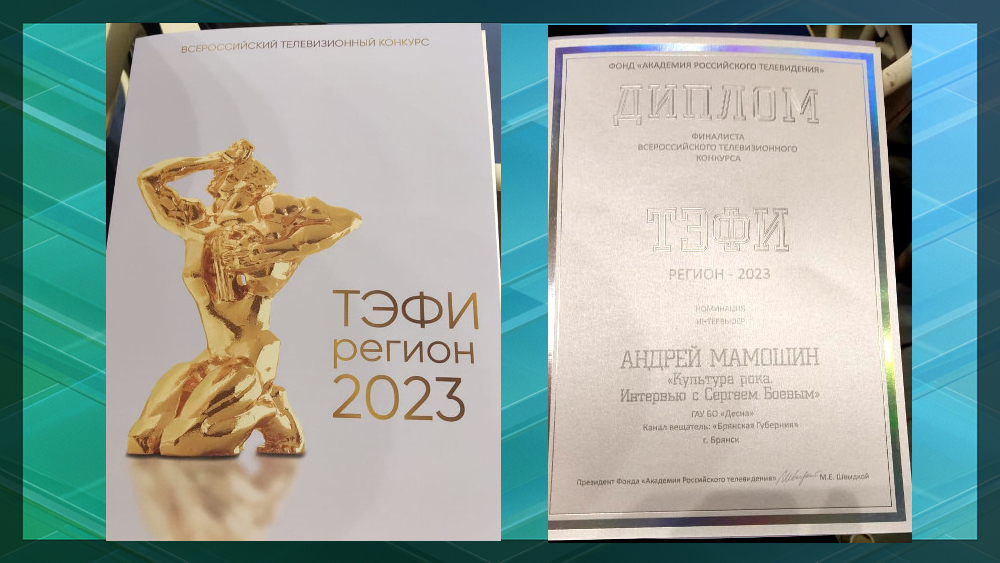 ВСЕРОССИЙСКИЙ ТЕЛЕВИЗИОННЫЙ КОНКУРС
ТЭФИ
регион
2023
ФОНД «АКАДЕМИЯ РОССИЙСКОГО ТЕЛЕВИДЕНИЯ»
ДИПЛОМ
ФИНАЛИСТА
ВСЕРОССИЙСКОГО ТЕЛЕВИЗИОННОГО
КОНКУРСА
ТЭФИ
РЕГИОН - 2023
НОМИНАЦИЯ
ИНТЕРВЬЮЕР
АНДРЕЙ МАМОШИН
«Культура рока.
Интервью с Сергеем Боевым»
ГАУ БО «Десна»
Канал вещатель: «Брянская Губерния»
г. Брянск
Президент Фонда «Академия Российского телевидения» М.Е. Швыдкой